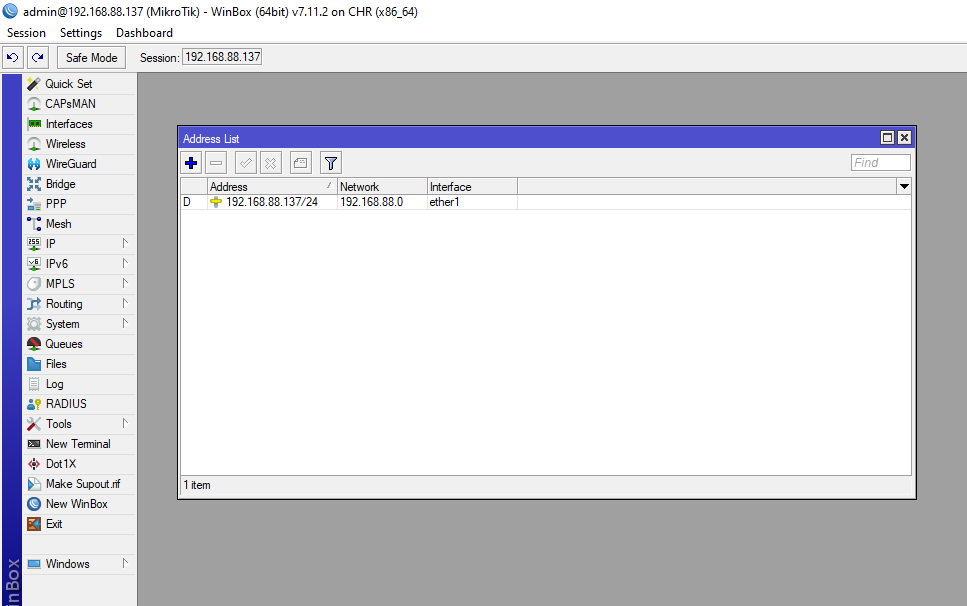 admin@192.168.88.137 (MikroTik) - WinBox (64bit) v7.11.2 on CHR (x86_64)
Session Settings Dashboard
Safe Mode Session: 192.168.88.137
Quick Set
CAPsMAN
Interfaces
Wireless
WireGuard
Bridge
PPP
Mesh
255 IP
v6 IPv6
MPLS
Routing
System
Queues
Files
Log
RADIUS
Tools
New Terminal
Dot1X
Make Supout.rif
New WinBox
Exit
Windows
inBox
Address List
Find
Address Network Interface
D 192.168.88.137/24 192.168.88.0 ether1
1 item